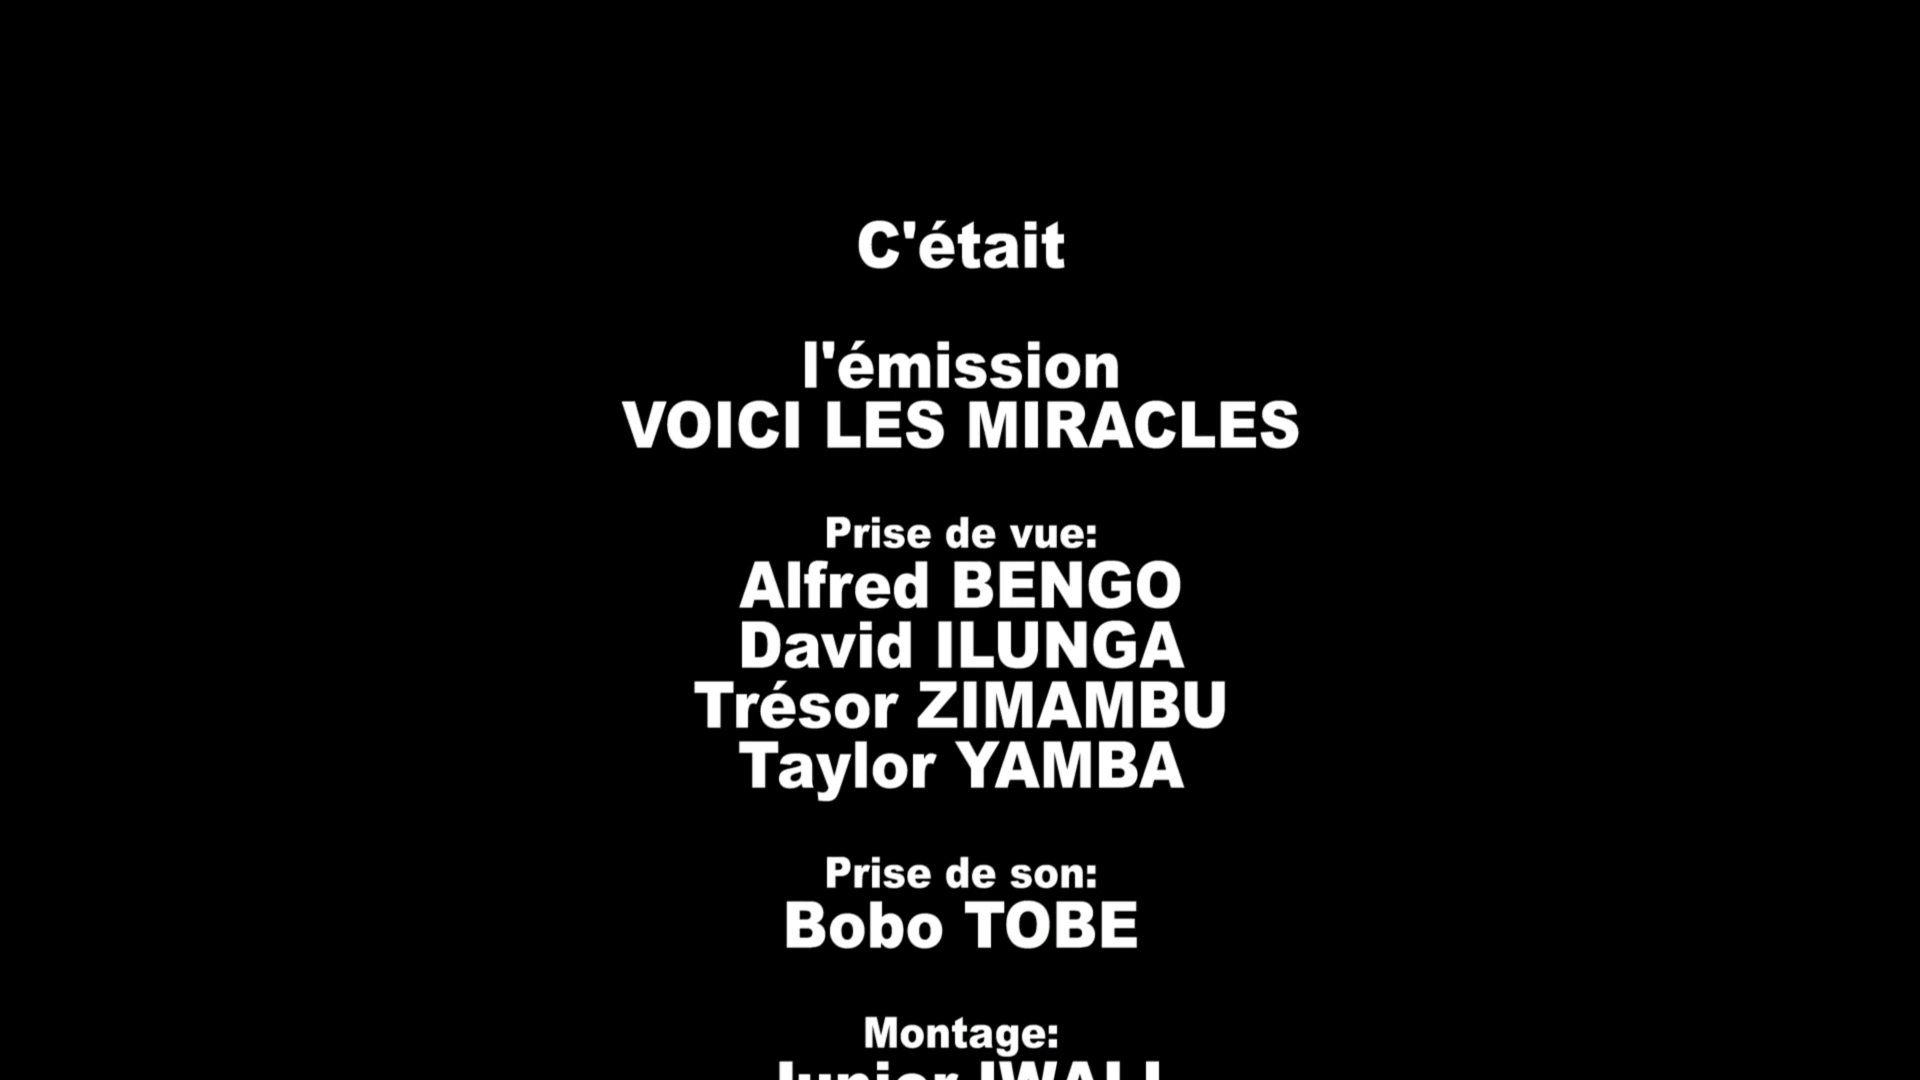 C'était
l'émission
VOICI LES MIRACLES
Prise de vue:
Alfred BENGO
David ILUNGA
Trésor ZIMAMBU
Taylor YAMBA
Prise de son:
Bobo TOBE
Montage:
Junior